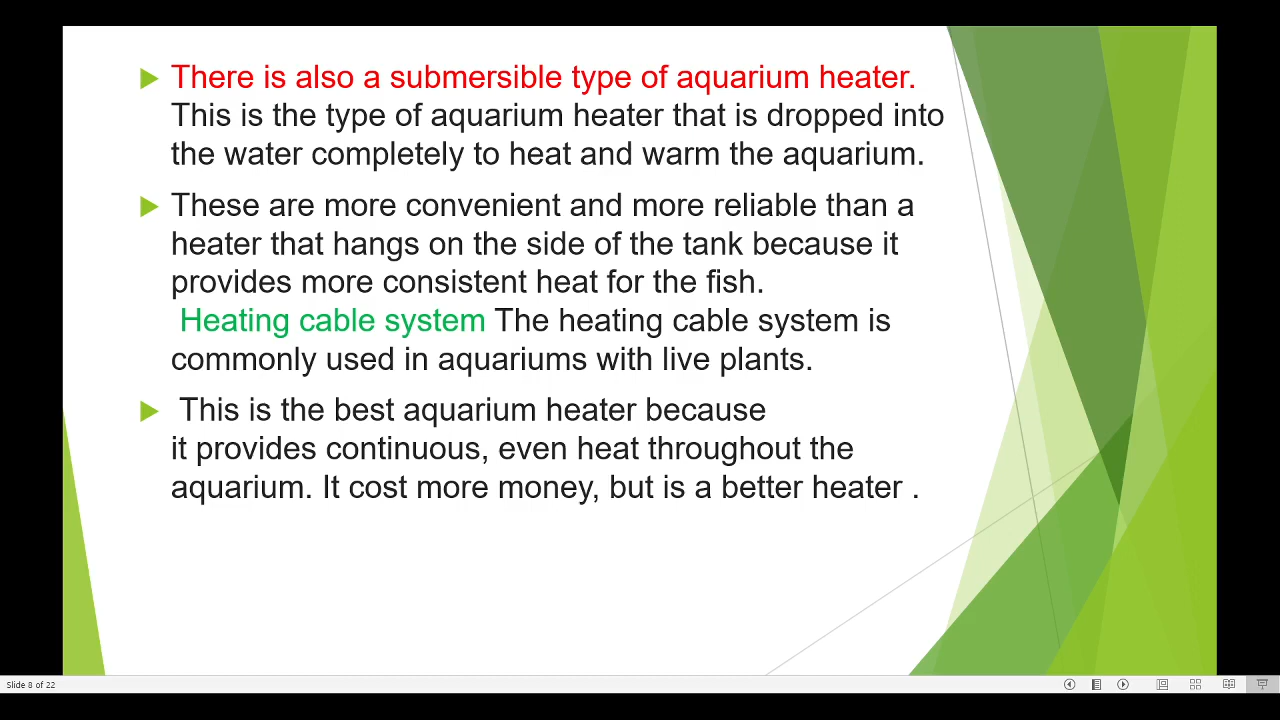 There is also a submersible type of aquarium heater.
This is the type of aquarium heater that is dropped into
the water completely to heat and warm the aquarium.
These are more convenient and more reliable than a
heater that hangs on the side of the tank because it
provides more consistent heat for the fish.
Heating cable system The heating cable system is
commonly used in aquariums with live plants.
This is the best aquarium heater because
it provides continuous, even heat throughout the
aquarium. It cost more money, but is a better heater .
Slide 8 of 22